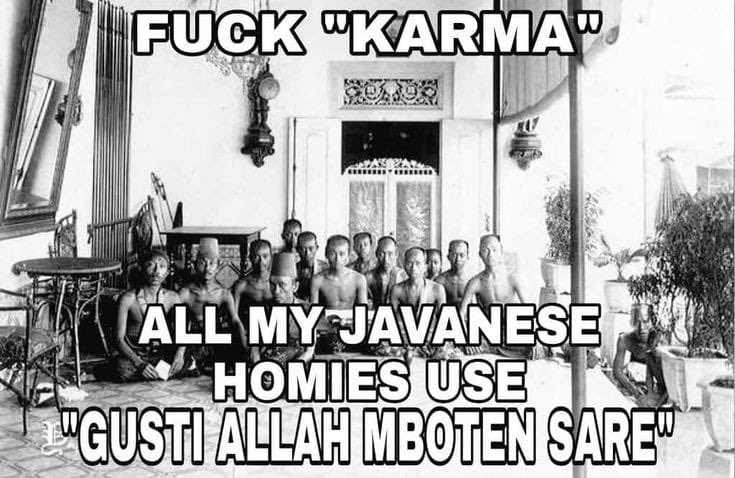 FUCK "KARMA"
ALL MY JAVANESE
HOMIES USE
"GUSTI ALLAH MBOTEN SARE"